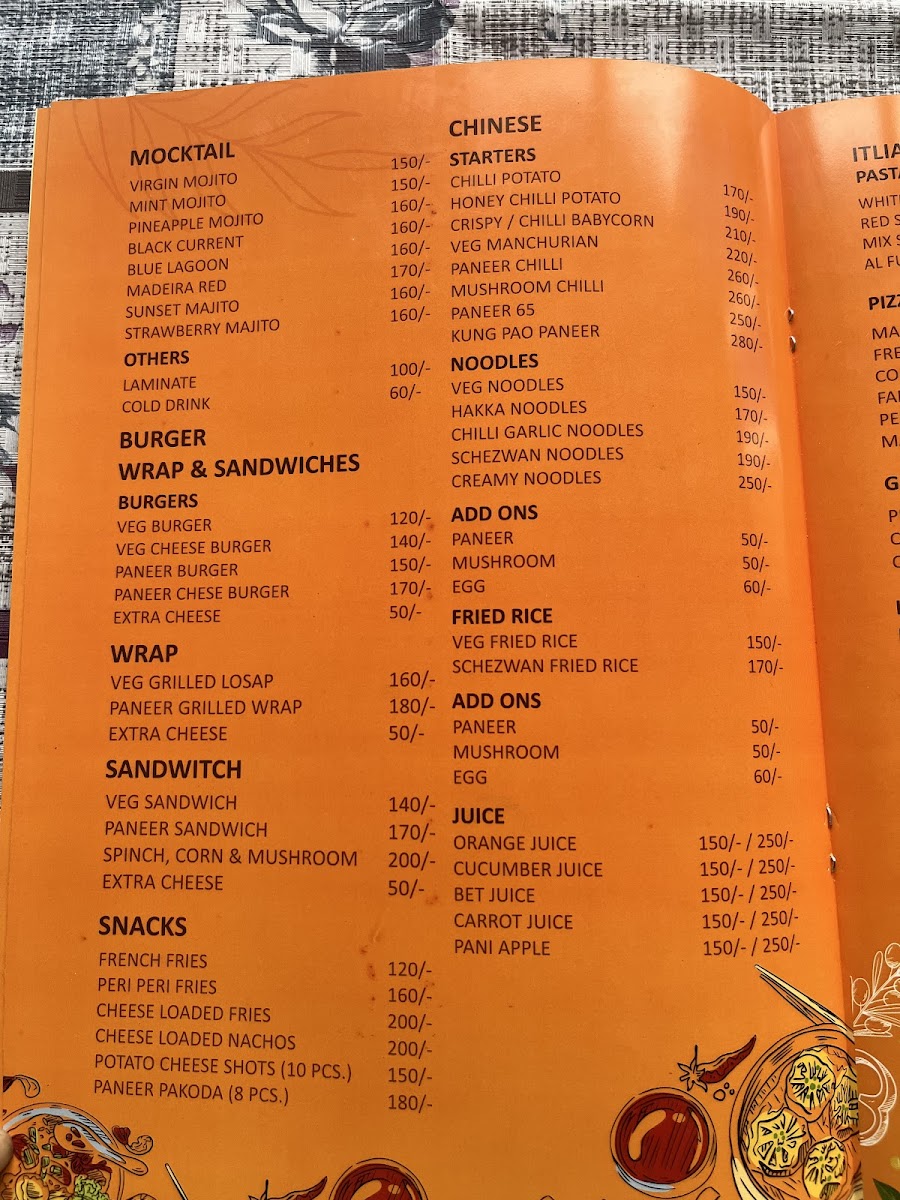 MOCKTAIL
VIRGIN MOJITO 150/-
MINT MOJITO 150/-
PINEAPPLE MOJITO 160/-
BLACK CURRENT 160/-
BLUE LAGOON 160/-
MADEIRA RED 170/-
SUNSET MAJITO 160/-
STRAWBERRY MAJITO 160/-
OTHERS
LAMINATE 100/-
COLD DRINK 60/-
BURGER
WRAP & SANDWICHES
BURGERS
VEG BURGER 120/-
VEG CHEESE BURGER 140/-
PANEER BURGER 150/-
PANEER CHESE BURGER 170/-
EXTRA CHEESE 50/-
WRAP
VEG GRILLED LOSAP 160/-
PANEER GRILLED WRAP 180/-
EXTRA CHEESE 50/-
SANDWITCH
VEG SANDWICH 140/-
PANEER SANDWICH 170/-
SPINCH, CORN & MUSHROOM 200/-
EXTRA CHEESE 50/-
SNACKS
FRENCH FRIES 120/-
PERI PERI FRIES 160/-
CHEESE LOADED FRIES 200/-
CHEESE LOADED NACHOS 200/-
POTATO CHEESE SHOTS (10 PCS.) 150/-
PANEER PAKODA (8 PCS.) 180/-
CHINESE
STARTERS
CHILLI POTATO 170/-
HONEY CHILLI POTATO 190/-
CRISPY / CHILLI BABYCORN 210/-
VEG MANCHURIAN 220/-
PANEER CHILLI 260/-
MUSHROOM CHILLI 260/-
PANEER 65 250/-
KUNG PAO PANEER 280/-
NOODLES
VEG NOODLES 150/-
HAKKA NOODLES 170/-
CHILLI GARLIC NOODLES 190/-
SCHEZWAN NOODLES 190/-
CREAMY NOODLES 250/-
ADD ONS
PANEER 50/-
MUSHROOM 50/-
EGG 60/-
FRIED RICE
VEG FRIED RICE 150/-
SCHEZWAN FRIED RICE 170/-
ADD ONS
PANEER 50/-
MUSHROOM 50/-
EGG 60/-
JUICE
ORANGE JUICE 150/- / 250/-
CUCUMBER JUICE 150/- / 250/-
BET JUICE 150/- / 250/-
CARROT JUICE 150/- / 250/-
PANI APPLE 150/- / 250/-
PASTA
RED
MIX
AL